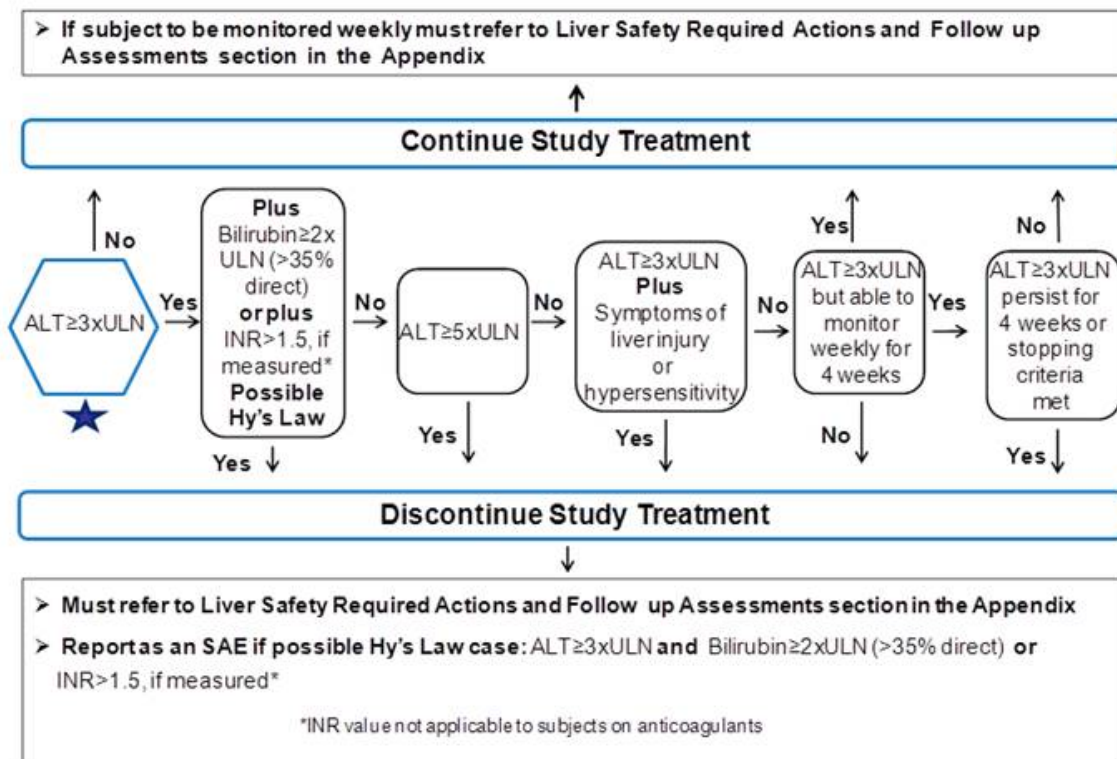 ➢ If subject to be monitored weekly must refer to Liver Safety Required Actions and Follow up
Assessments section in the Appendix
Continue Study Treatment
No
ALT≥3xULN
Yes
Plus
Bilirubin≥2x
ULN (>35%
direct)
or plus
INR>1.5, if
measured*
Possible
Hy's Law
Yes
No
ALT≥5xULN
Yes
No
ALT≥3xULN
Plus
Symptoms of
liver injury
or
hypersensitivity
Yes
No
Yes
ALT≥3xULN
but able to
monitor
weekly for
4 weeks
No
Yes
No
ALT≥3xULN
persist for
4 weeks or
stopping
criteria
met
Yes
Discontinue Study Treatment
➢ Must refer to Liver Safety Required Actions and Follow up Assessments section in the Appendix
➢ Report as an SAE if possible Hy's Law case: ALT≥3xULN and Bilirubin≥2xULN (>35% direct) or
INR>1.5, if measured*
*INR value not applicable to subjects on anticoagulants